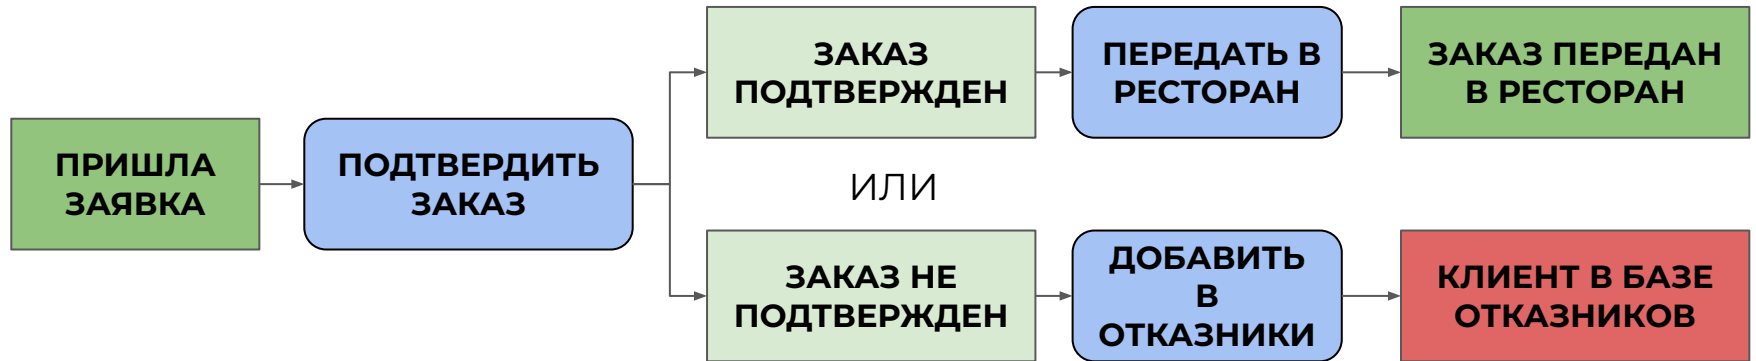 ПРИШЛА
ЗАЯВКА
ПОДТВЕРДИТЬ
ЗАКАЗ
ЗАКАЗ
ПОДТВЕРЖДЕН
ПЕРЕДАТЬ В
РЕСТОРАН
ЗАКАЗ ПЕРЕДАН
В РЕСТОРАН
ИЛИ
ЗАКАЗ НЕ
ПОДТВЕРЖДЕН
ДОБАВИТЬ
В
ОТКАЗНИКИ
КЛИЕНТ В БАЗЕ
ОТКАЗНИКОВ